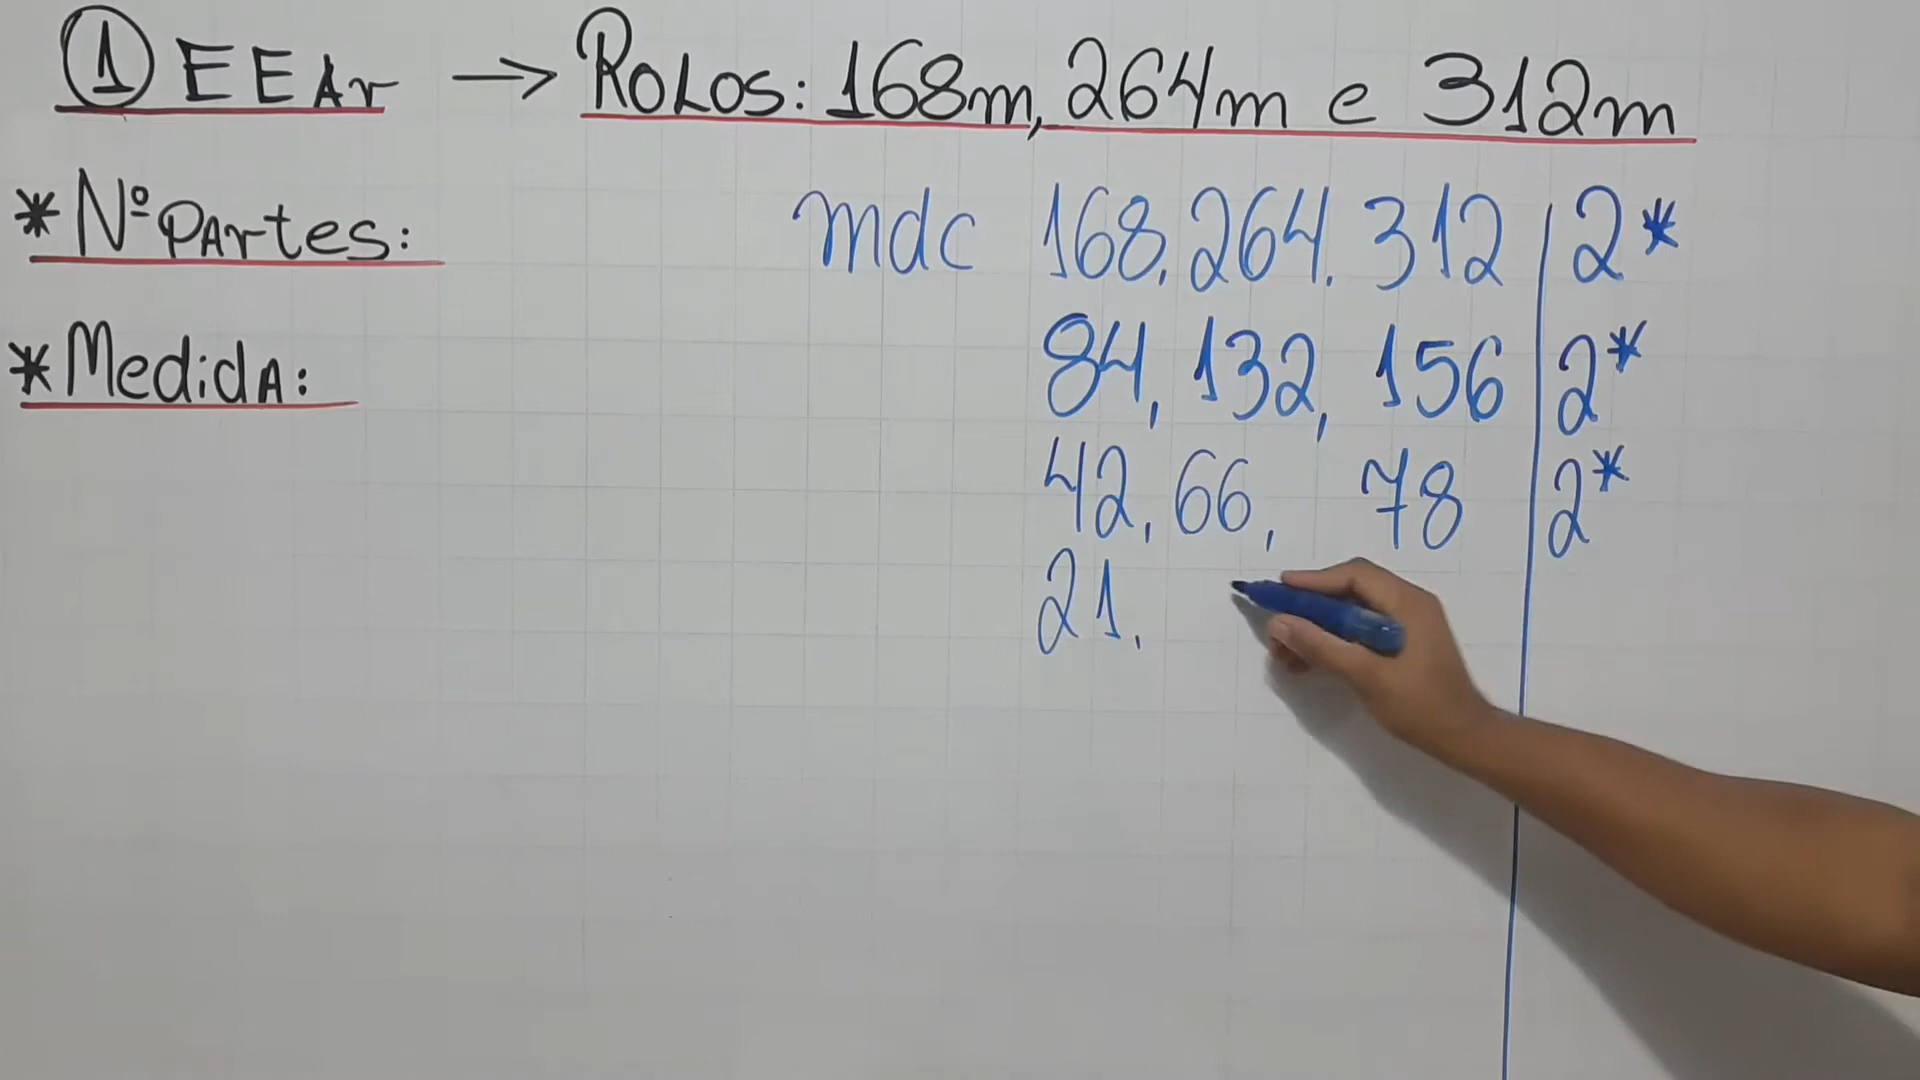 ① EEAr → Rolos: 168m, 264m e 312m
* Nº Partes:
* Medida:
mdc 168, 264, 312 | 2*
84, 132, 156 | 2*
42, 66, 78 | 2*
21,